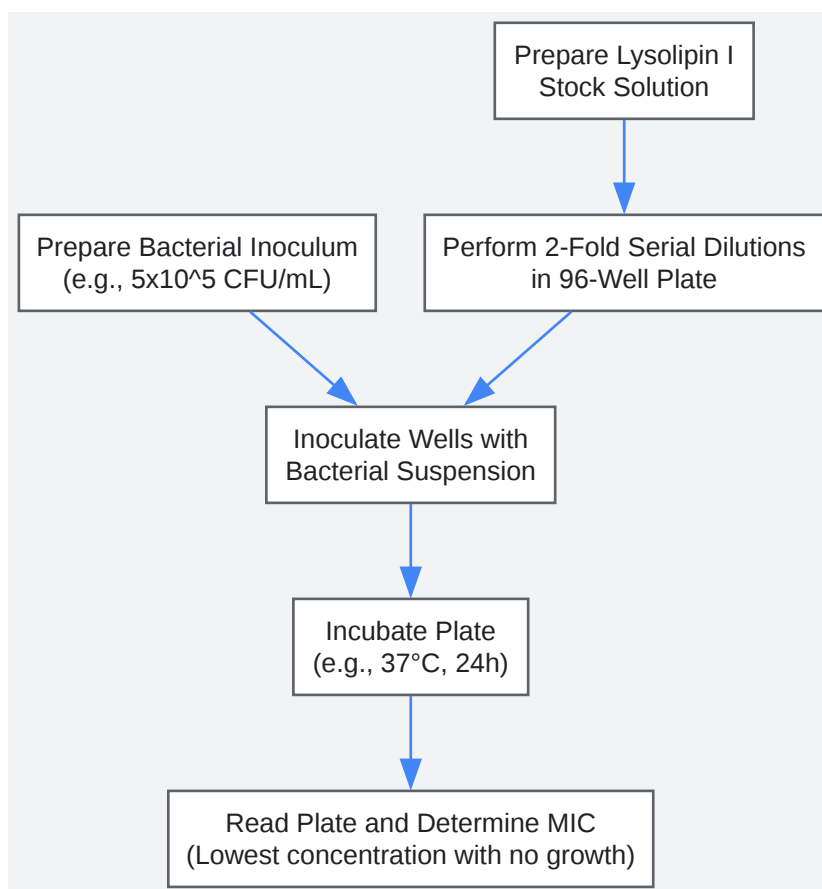 Prepare Lysolipin I
Stock Solution
Prepare Bacterial Inoculum
(e.g., 5x10^5 CFU/mL)
Perform 2-Fold Serial Dilutions
in 96-Well Plate
Inoculate Wells with
Bacterial Suspension
Incubate Plate
(e.g., 37°C, 24h)
Read Plate and Determine MIC
(Lowest concentration with no growth)